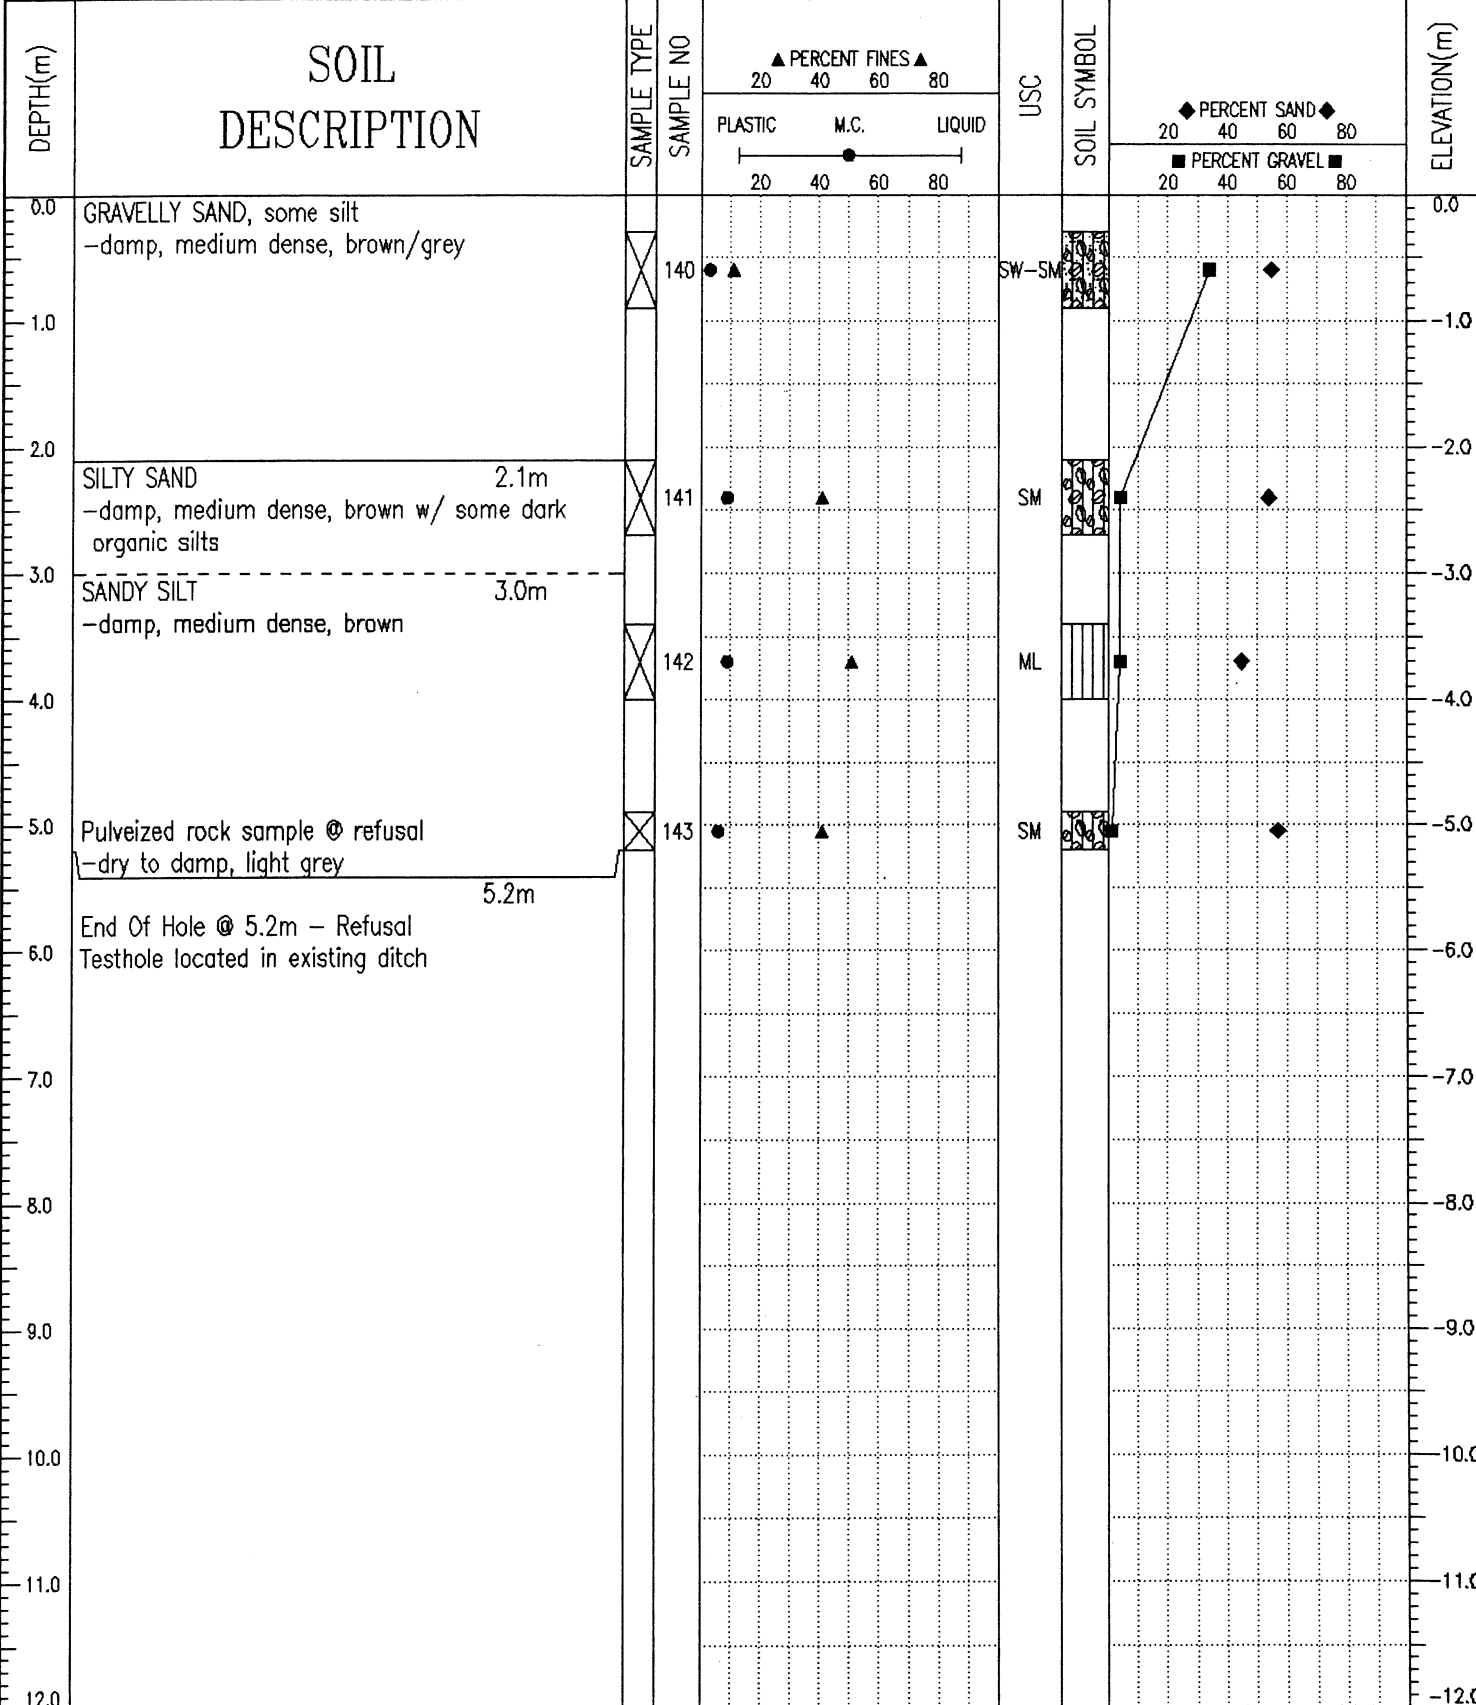 DEPTH(m)
SOIL
DESCRIPTION
SAMPLE TYPE
SAMPLE NO
▲ PERCENT FINES ▲
20 40 60 80
PLASTIC M.C. LIQUID
20 40 60 80
USC
SOIL SYMBOL
◆ PERCENT SAND ◆
20 40 60 80
■ PERCENT GRAVEL ■
20 40 60 80
ELEVATION(m)
0.0 GRAVELLY SAND, some silt 0.0
-damp, medium dense, brown/grey
140 SW-SM
1.0 -1.0
2.0 -2.0
SILTY SAND 2.1m
141 SM
-damp, medium dense, brown w/ some dark
organic silts
3.0 -3.0
SANDY SILT 3.0m
-damp, medium dense, brown
142 ML
4.0 -4.0
5.0 Pulveized rock sample @ refusal 143 SM -5.0
-dry to damp, light grey
5.2m
End Of Hole @ 5.2m - Refusal
6.0 Testhole located in existing ditch -6.0
7.0 -7.0
8.0 -8.0
9.0 -9.0
10.0 -10.0
11.0 -11.0
12.0 -12.0